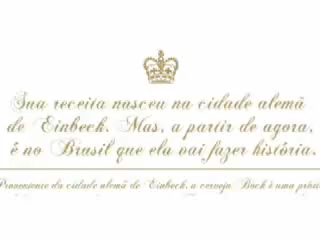 Sua receita nasceu na cidade alemã
de Einbeck. Mas, a partir de agora,
é no Brasil que ela vai fazer história.
Proveniente da cidade alemã de Einbeck, a cerveja Bock é uma